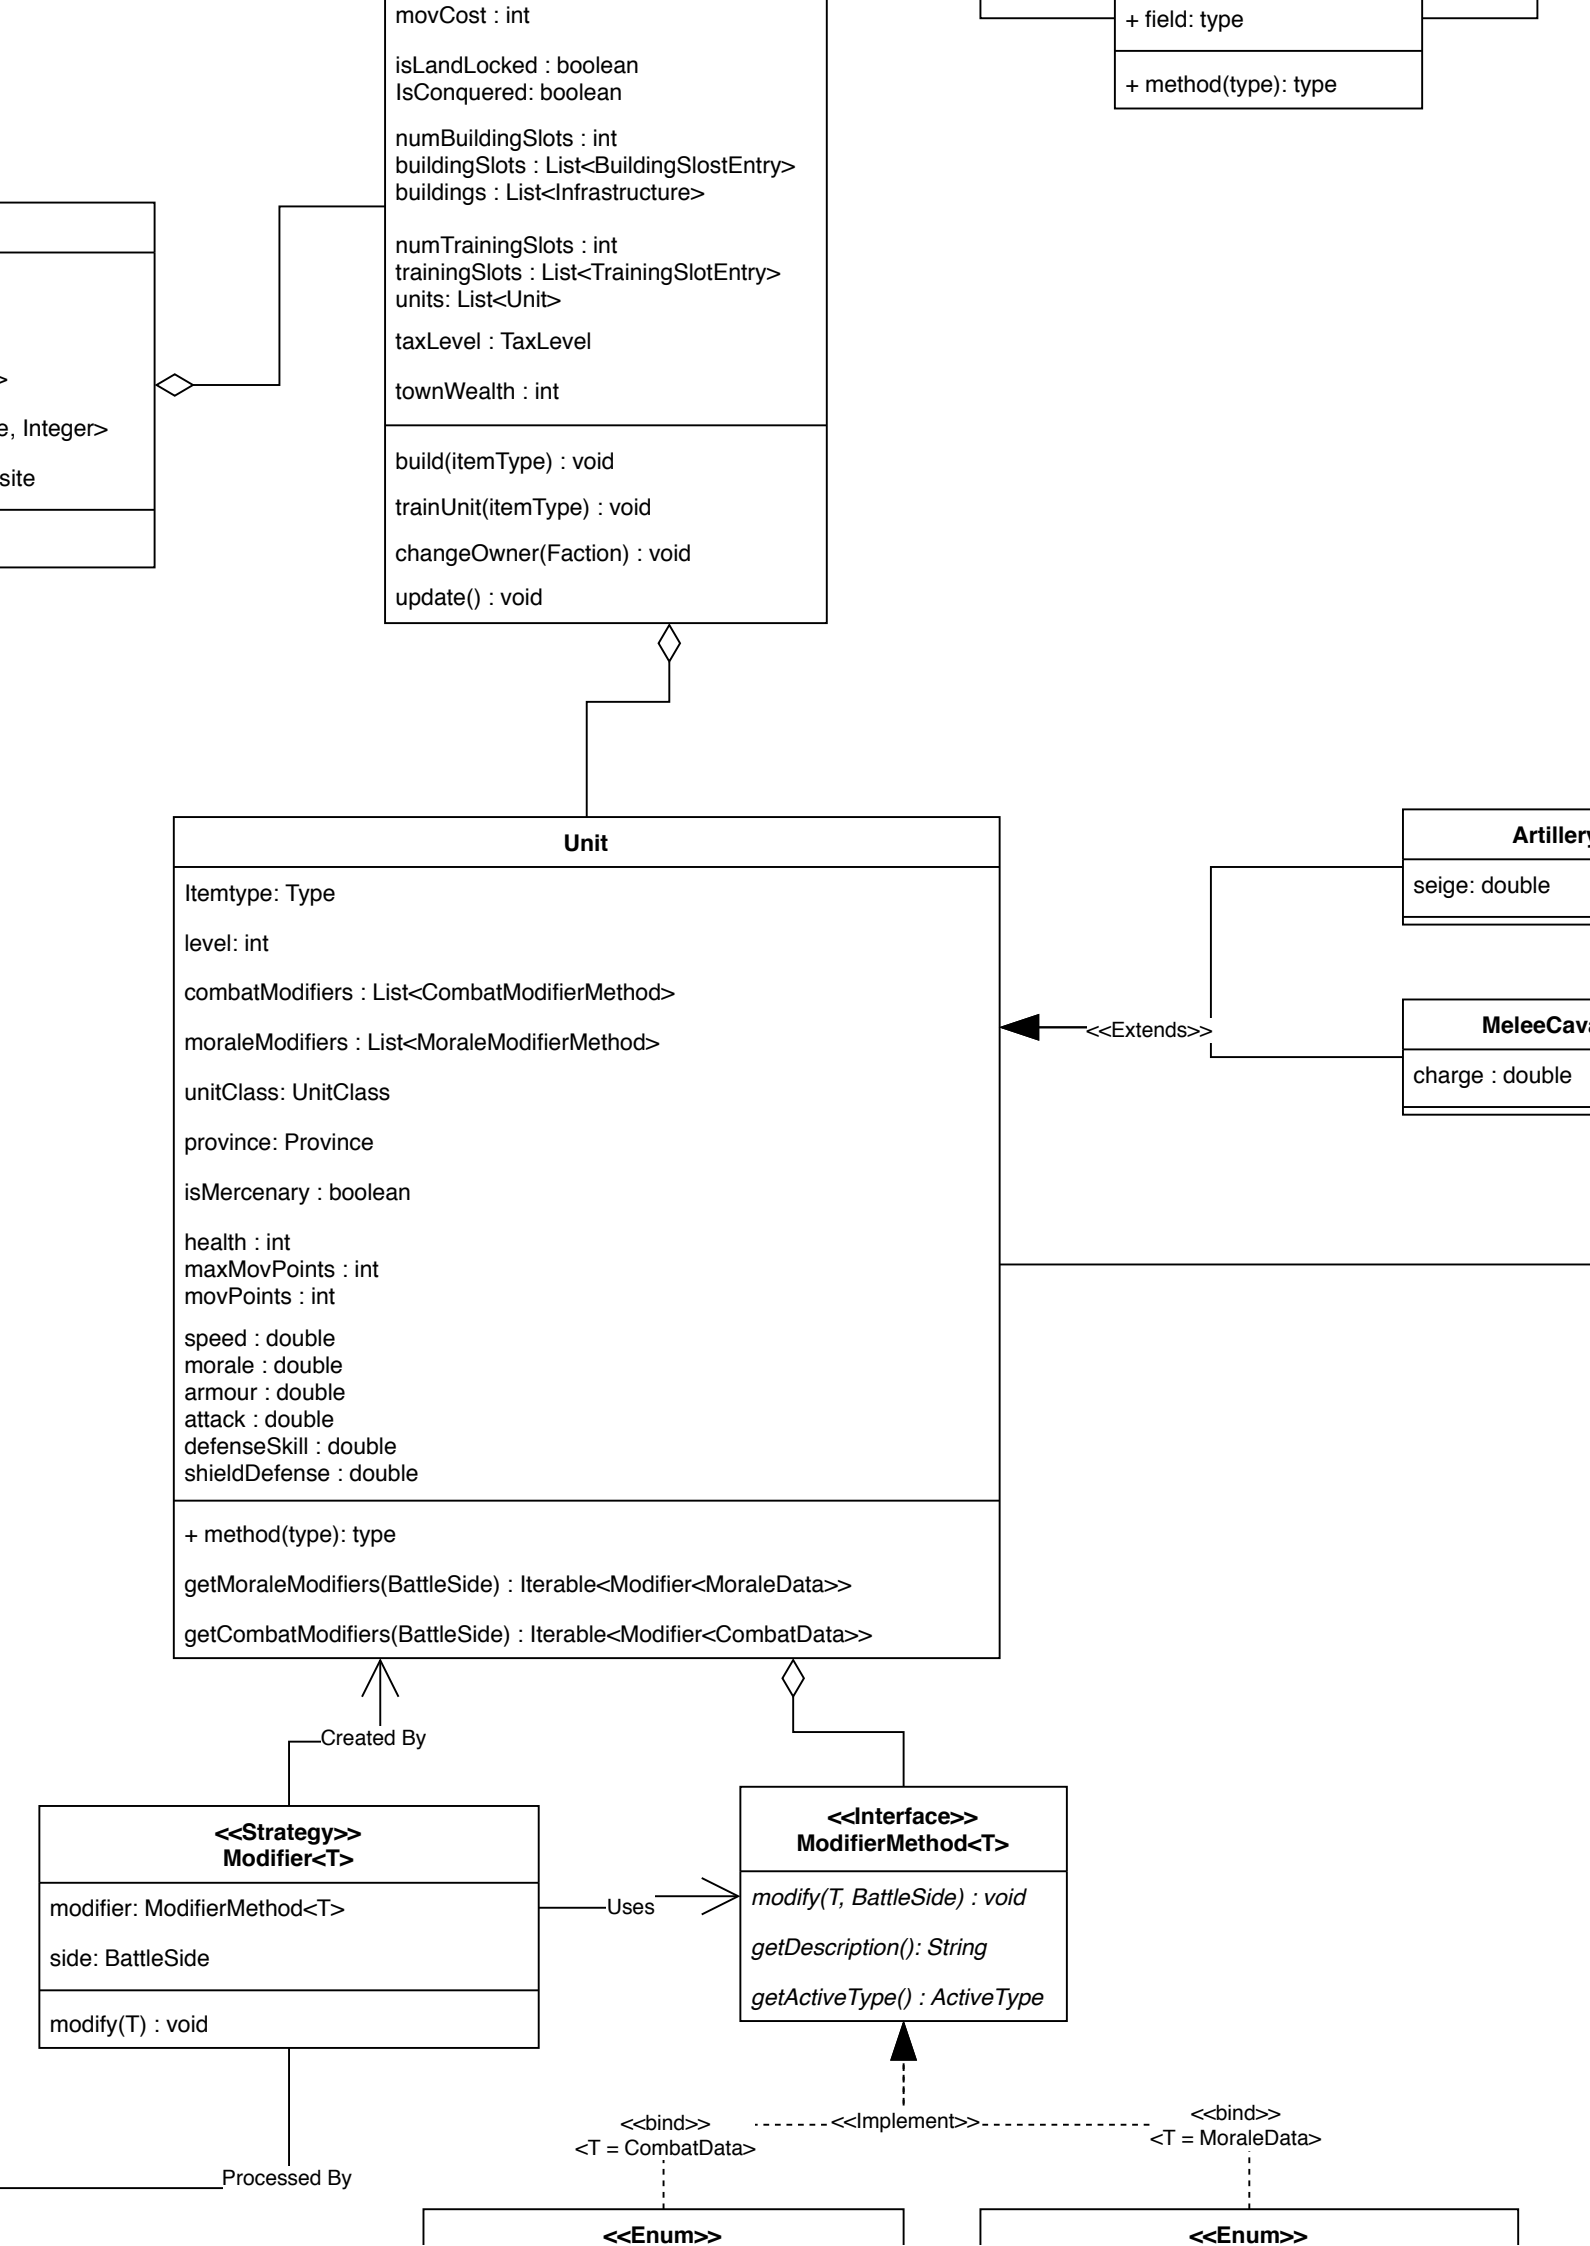 movCost : int
isLandLocked : boolean
IsConquered: boolean
numBuildingSlots : int
buildingSlots : List<BuildingSlostEntry>
buildings : List<Infrastructure>
numTrainingSlots : int
trainingSlots : List<TrainingSlotEntry>
units: List<Unit>
taxLevel : TaxLevel
townWealth : int
build(itemType) : void
trainUnit(itemType) : void
changeOwner(Faction) : void
update() : void
+ field: type
+ method(type): type
>
e, Integer>
site
Unit
Itemtype: Type
level: int
combatModifiers : List<CombatModifierMethod>
moraleModifiers : List<MoraleModifierMethod>
unitClass: UnitClass
province: Province
isMercenary : boolean
health : int
maxMovPoints : int
movPoints : int
speed : double
morale : double
armour : double
attack : double
defenseSkill : double
shieldDefense : double
+ method(type): type
getMoraleModifiers(BattleSide) : Iterable<Modifier<MoraleData>>
getCombatModifiers(BattleSide) : Iterable<Modifier<CombatData>>
<<Extends>>
Artillery
seige: double
MeleeCava
charge : double
Created By
<<Strategy>>
Modifier<T>
modifier: ModifierMethod<T>
side: BattleSide
modify(T) : void
Uses
<<Interface>>
ModifierMethod<T>
modify(T, BattleSide) : void
getDescription(): String
getActiveType() : ActiveType
<<bind>>
<T = CombatData>
<<Implement>>
<<bind>>
<T = MoraleData>
Processed By
<<Enum>>
<<Enum>>